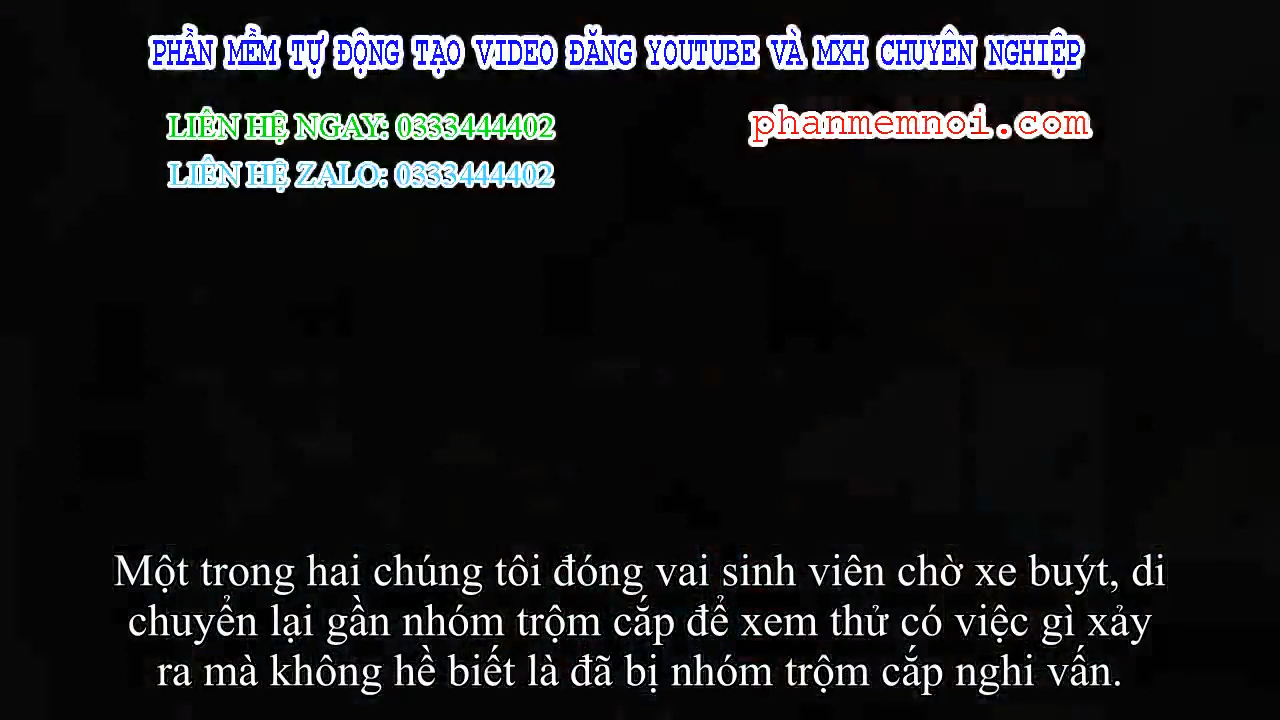 PHẦN MỀM TỰ ĐỘNG TẠO VIDEO ĐĂNG YOUTUBE VÀ MXH CHUYÊN NGHIỆP
LIÊN HỆ NGAY: 0333444402
phanmemnoi.com
LIÊN HỆ ZALO: 0333444402
Một trong hai chúng tôi đóng vai sinh viên chờ xe buýt, di
chuyển lại gần nhóm trộm cắp để xem thử có việc gì xảy
ra mà không hề biết là đã bị nhóm trộm cắp nghi vấn.